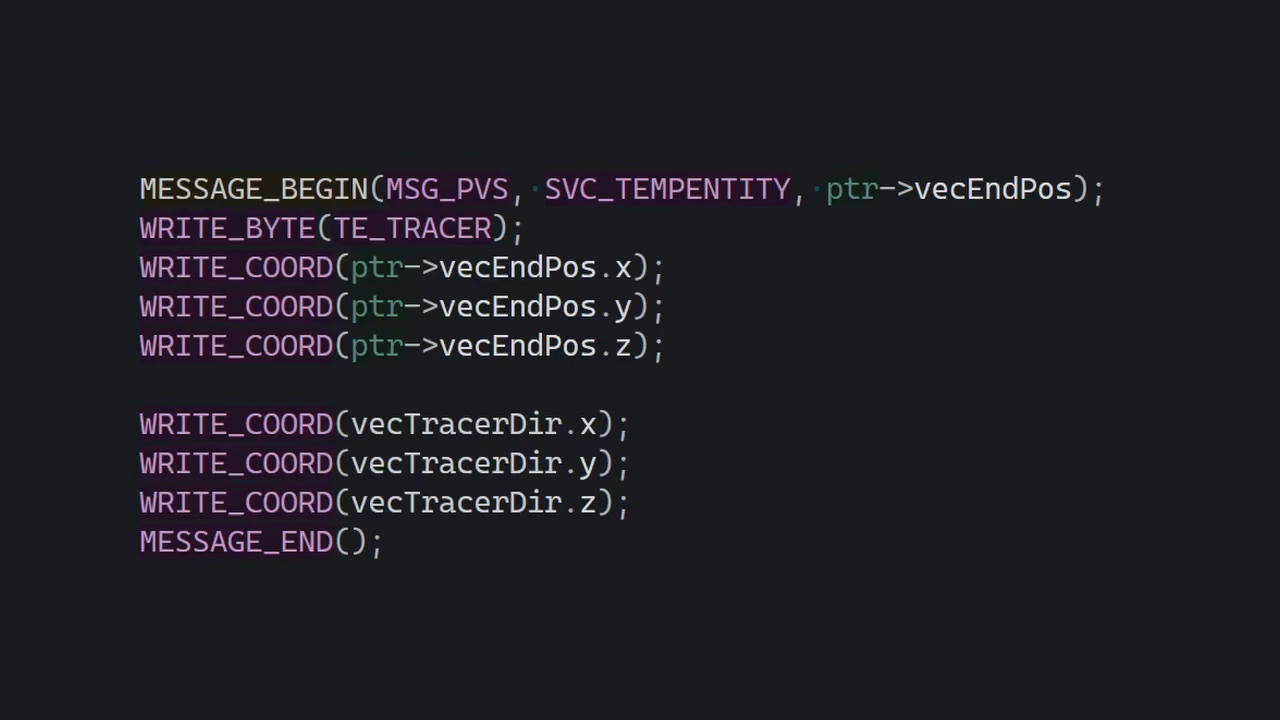 MESSAGE_BEGIN(MSG_PVS, SVC_TEMPENTITY, ptr->vecEndPos);
WRITE_BYTE(TE_TRACER);
WRITE_COORD(ptr->vecEndPos.x);
WRITE_COORD(ptr->vecEndPos.y);
WRITE_COORD(ptr->vecEndPos.z);
WRITE_COORD(vecTracerDir.x);
WRITE_COORD(vecTracerDir.y);
WRITE_COORD(vecTracerDir.z);
MESSAGE_END();